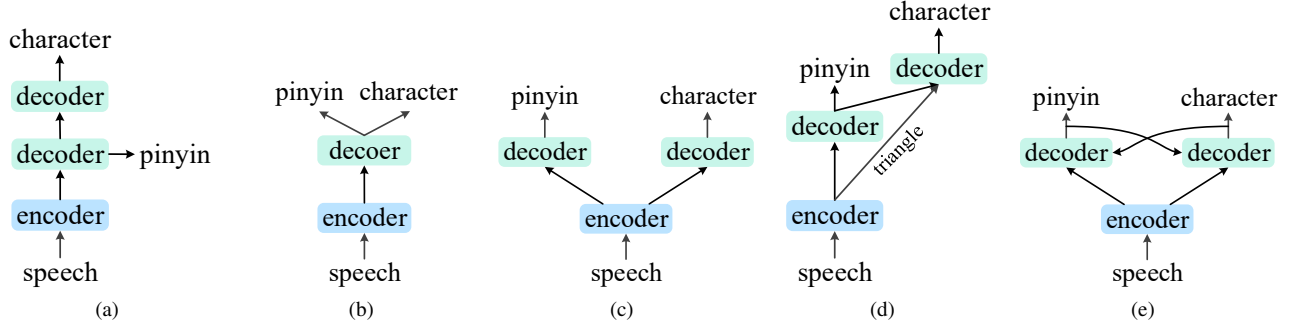 character
decoder
decoder
pinyin
encoder
speech
(a)
pinyin
character
decoer
encoder
speech
(b)
pinyin
character
decoder
decoder
encoder
speech
(c)
character
decoder
pinyin
decoder
triangle
encoder
speech
(d)
pinyin
character
decoder
decoder
encoder
speech
(e)